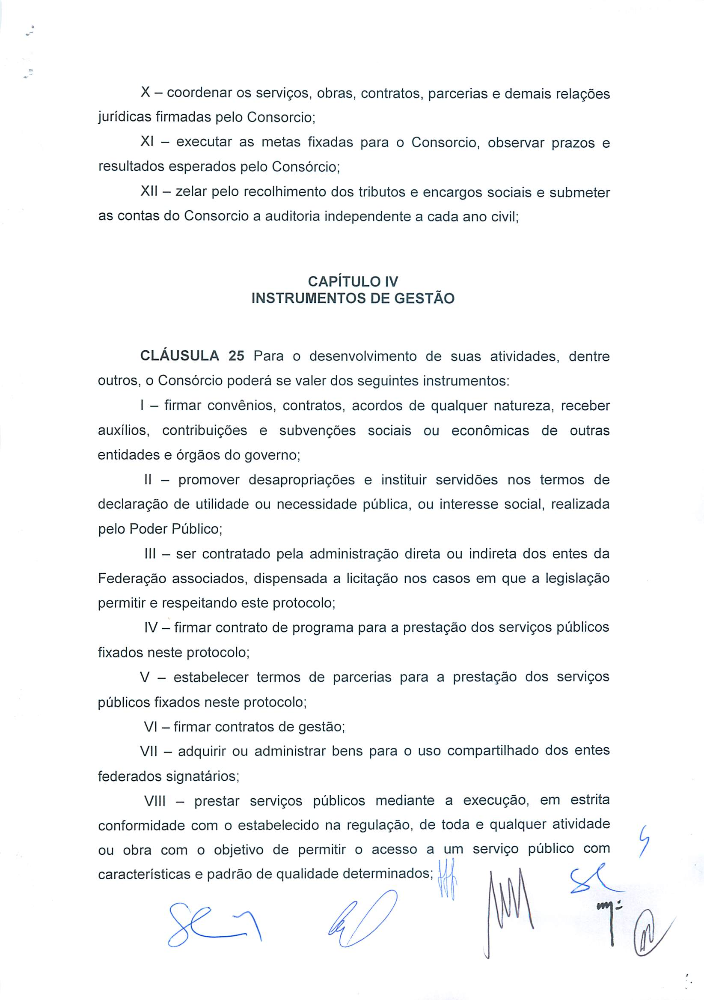 X – coordenar os serviços, obras, contratos, parcerias e demais relações
jurídicas firmadas pelo Consorcio;
XI – executar as metas fixadas para o Consorcio, observar prazos e
resultados esperados pelo Consórcio;
XII – zelar pelo recolhimento dos tributos e encargos sociais e submeter
as contas do Consorcio a auditoria independente a cada ano civil;
CAPÍTULO IV
INSTRUMENTOS DE GESTÃO
CLÁUSULA 25 Para o desenvolvimento de suas atividades, dentre
outros, o Consórcio poderá se valer dos seguintes instrumentos:
I – firmar convênios, contratos, acordos de qualquer natureza, receber
auxílios, contribuições e subvenções sociais ou econômicas de outras
entidades e órgãos do governo;
II – promover desapropriações e instituir servidões nos termos de
declaração de utilidade ou necessidade pública, ou interesse social, realizada
pelo Poder Público;
III – ser contratado pela administração direta ou indireta dos entes da
Federação associados, dispensada a licitação nos casos em que a legislação
permitir e respeitando este protocolo;
IV – firmar contrato de programa para a prestação dos serviços públicos
fixados neste protocolo;
V – estabelecer termos de parcerias para a prestação dos serviços
públicos fixados neste protocolo;
VI – firmar contratos de gestão;
VII – adquirir ou administrar bens para o uso compartilhado dos entes
federados signatários;
VIII – prestar serviços públicos mediante a execução, em estrita
conformidade com o estabelecido na regulação, de toda e qualquer atividade
ou obra com o objetivo de permitir o acesso a um serviço público com
características e padrão de qualidade determinados;